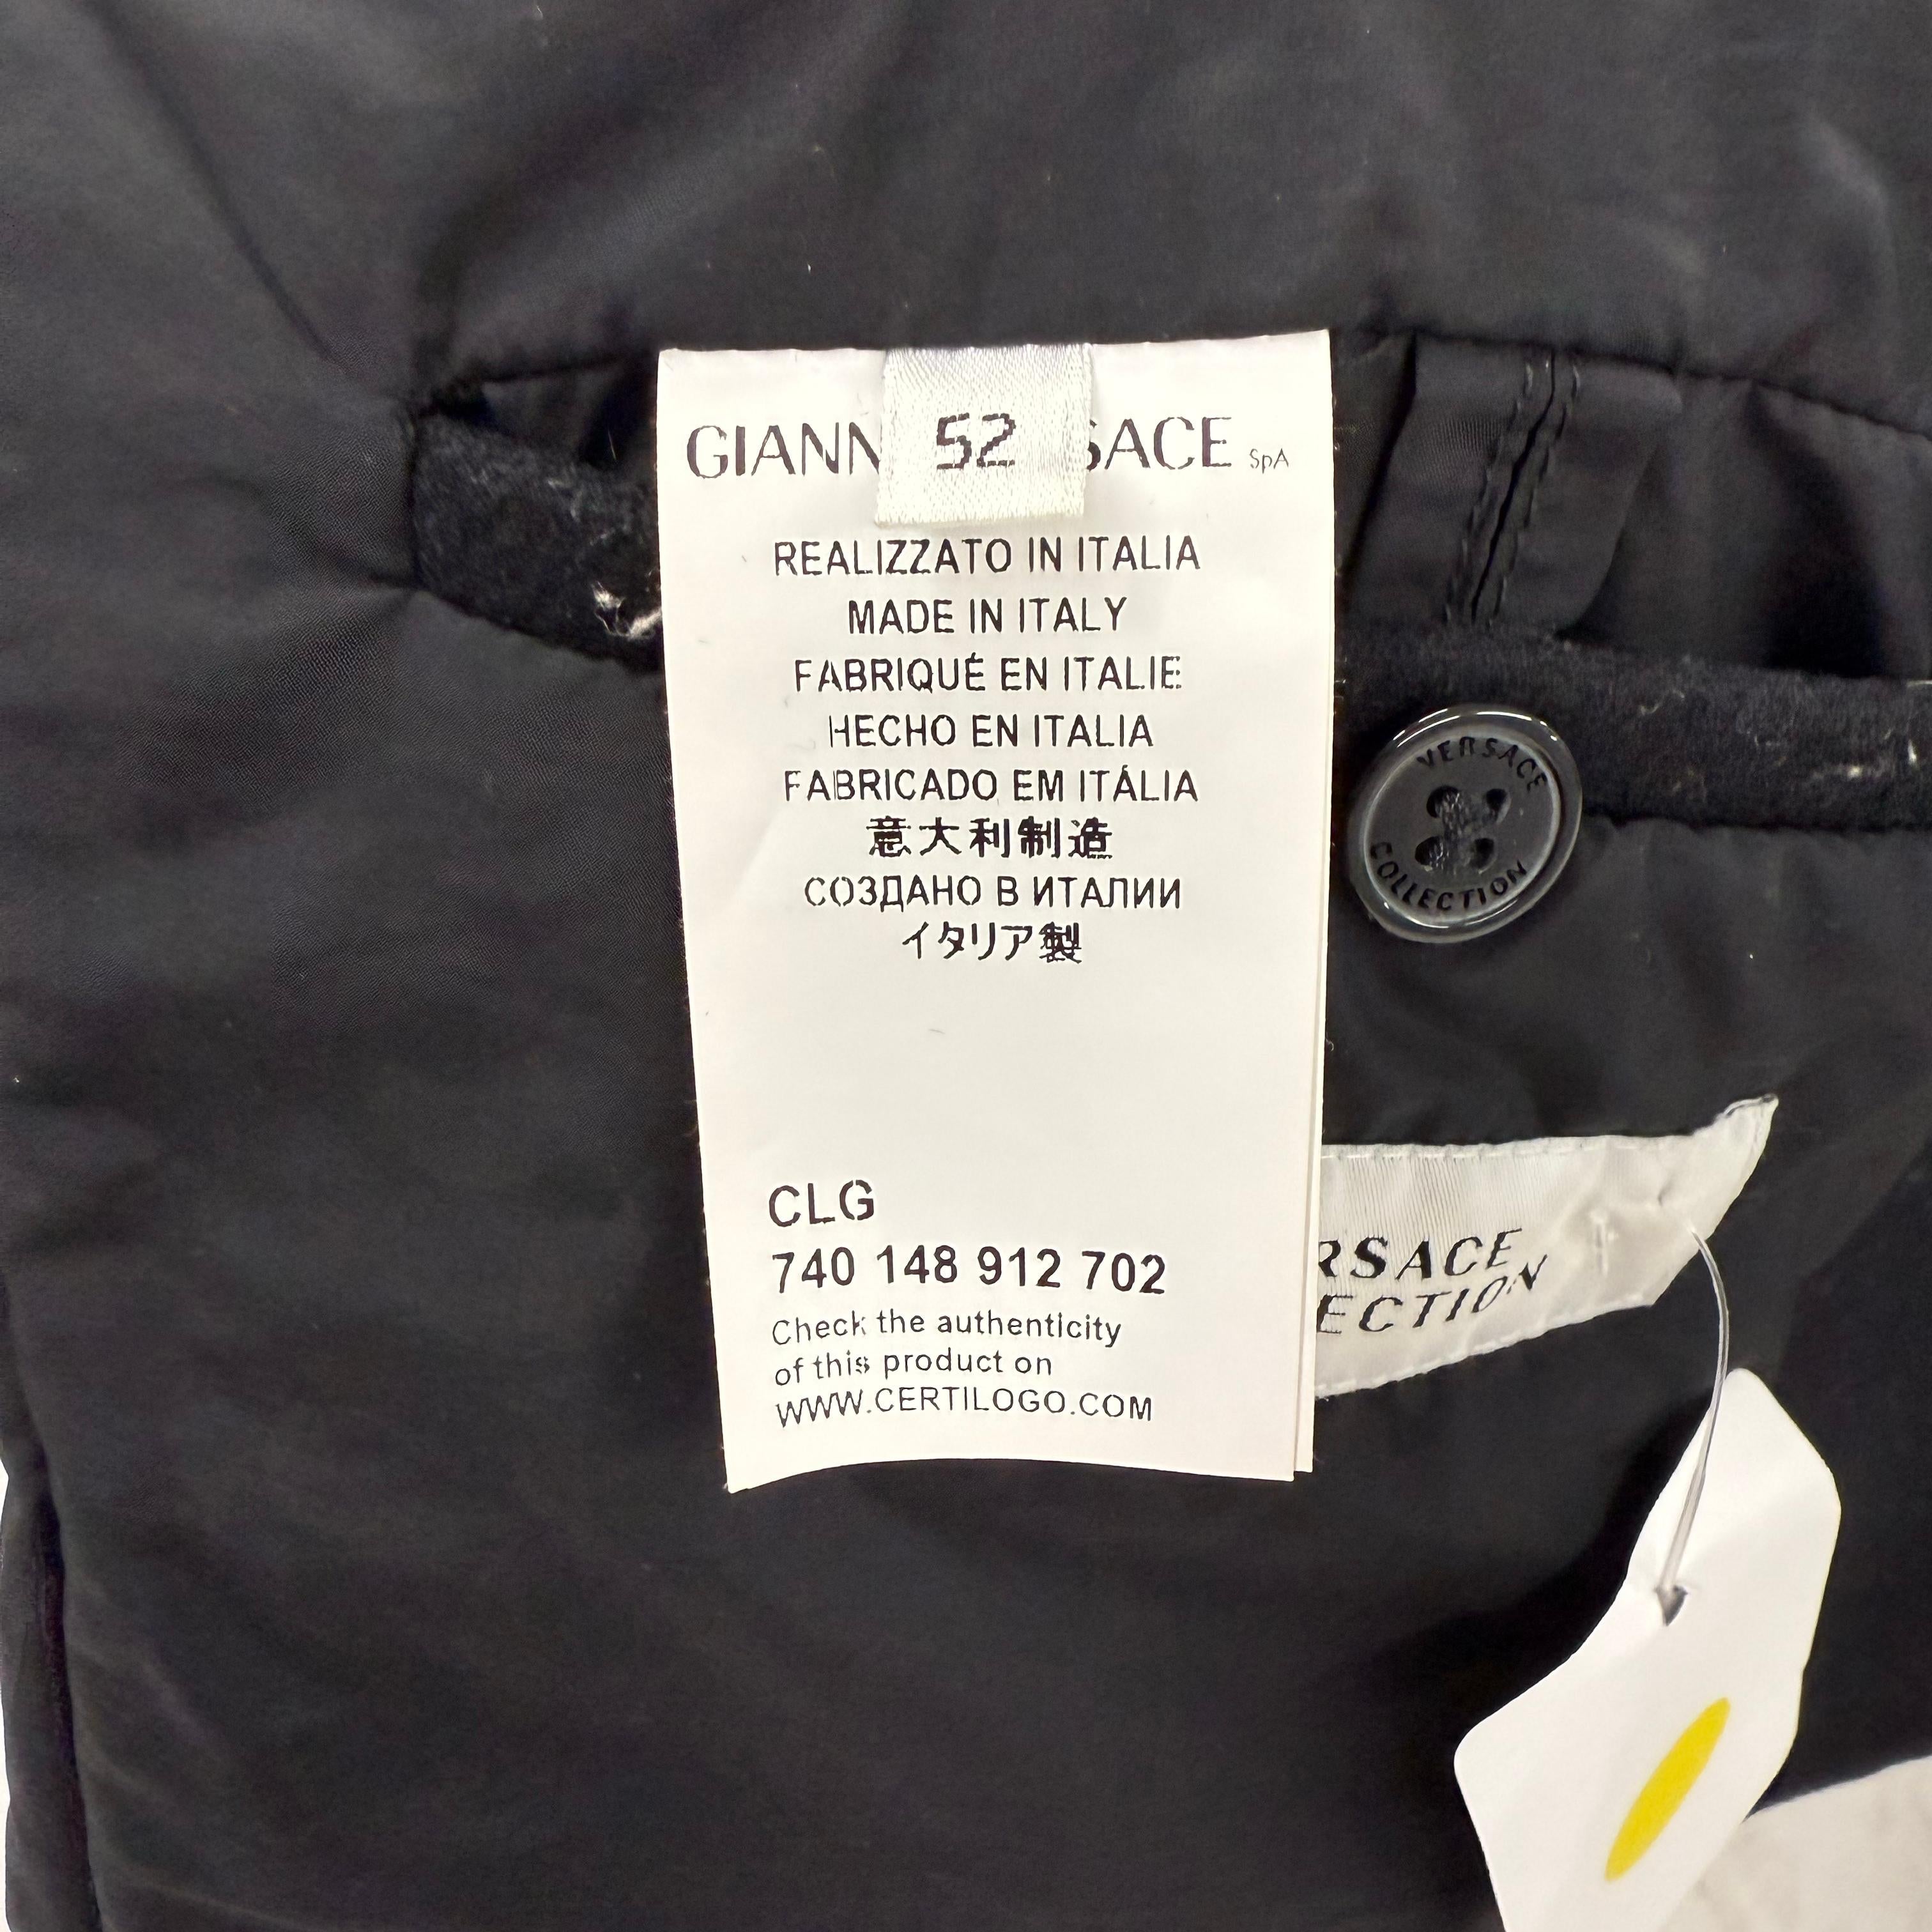 GIANN 52 SACE SpA
REALIZZATO IN ITALIA
MADE IN ITALY
FABRIQUÉ EN ITALIE
HECHO EN ITALIA
FABRICADO EM ITÁLIA
意大利制造
СОЗДАНО В ИТАЛИИ
イタリア製
CLG
740 148 912 702
Check the authenticity
of this product on
WWW.CERTILOGO.COM
VERSACE
COLLECTION
RSACE
ECTION